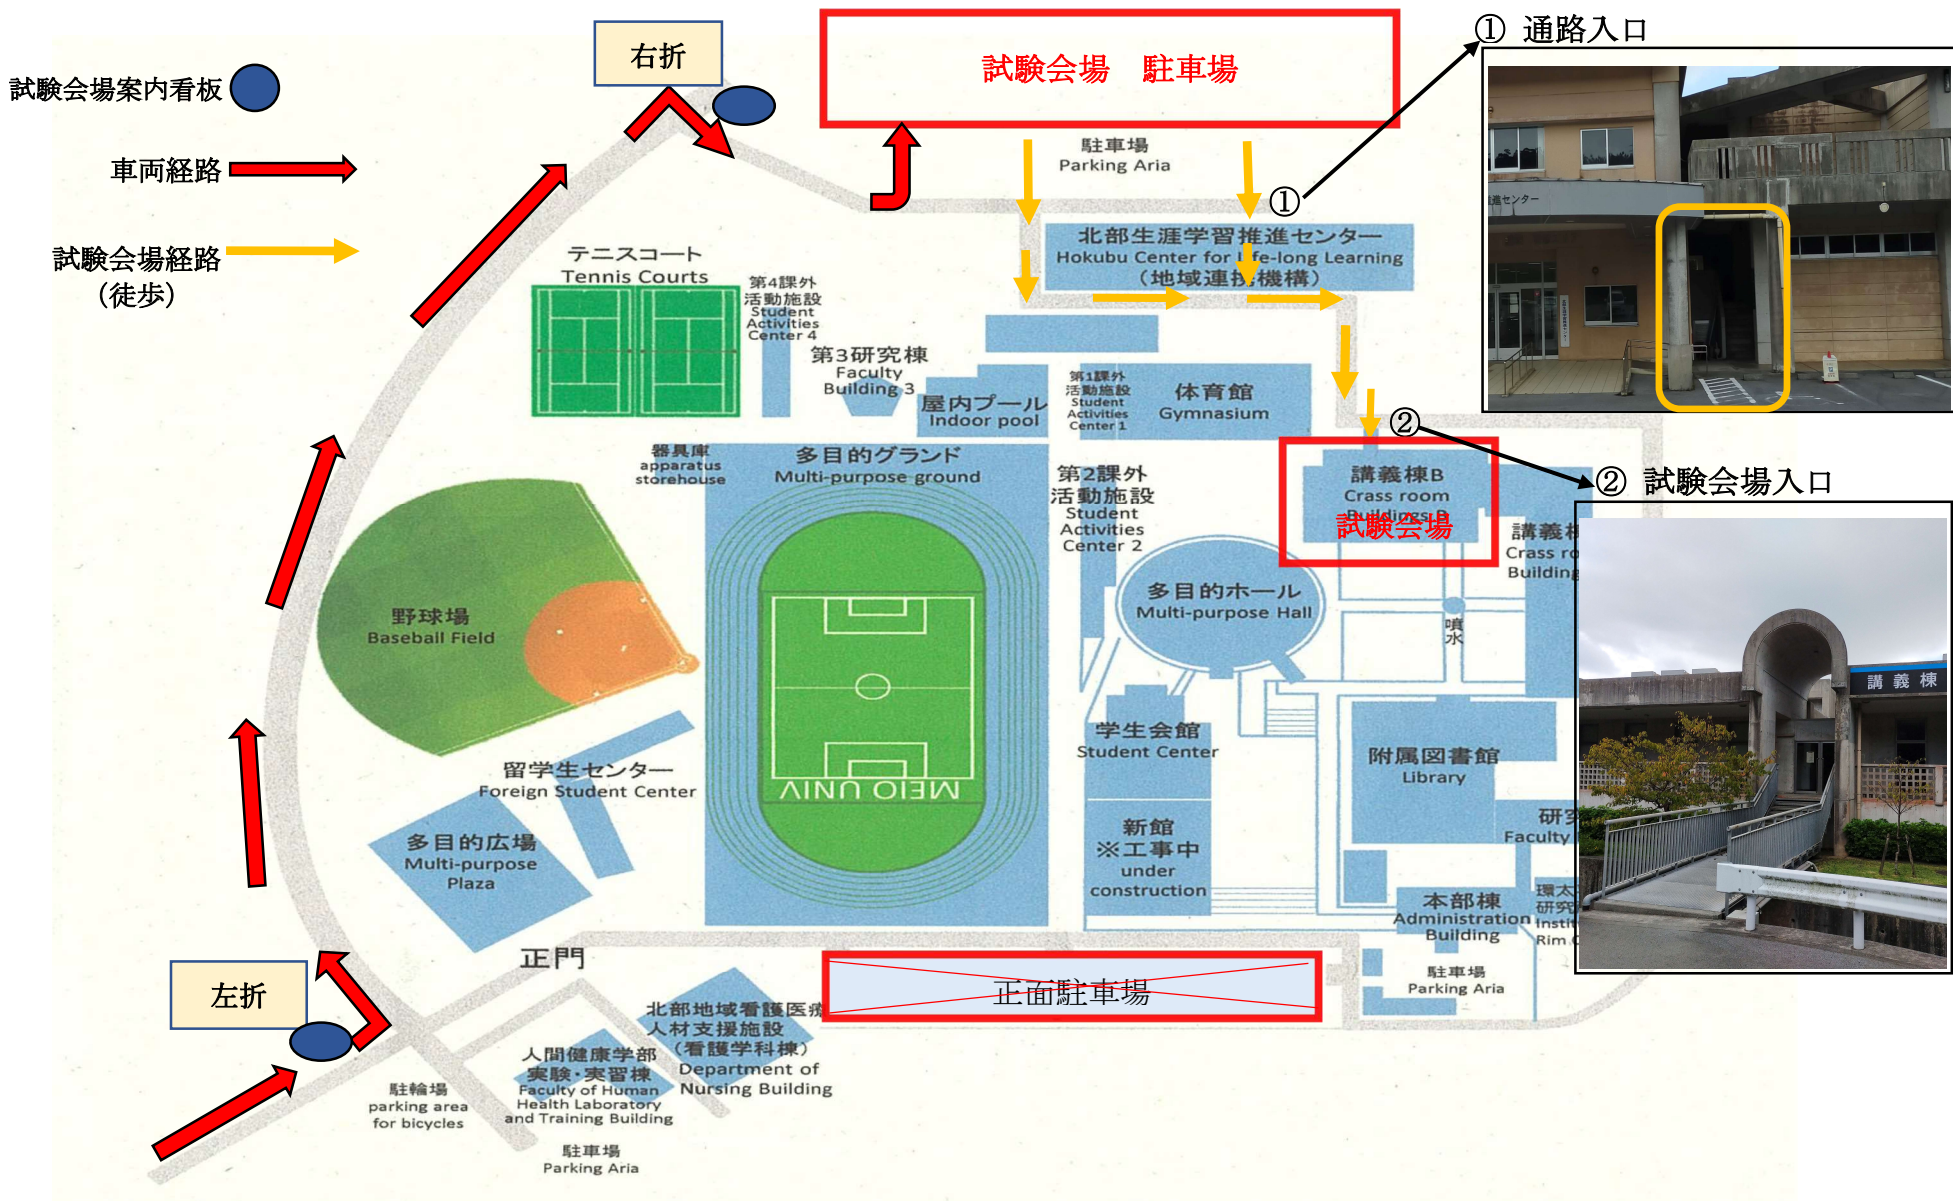 試験会場案内看板
車両経路
試験会場経路
(徒歩)
右折
試験会場 駐車場
① 通路入口
駐車場
Parking Aria
①
進センター
北部生涯学習推進センター
Hokubu Center for Life-long Learning
(地域連携機構)
テニスコート
Tennis Courts
第4課外
活動施設
Student
Activities
Center 4
第3研究棟
Faculty
Building 3
屋内プール
Indoor pool
第1課外
活動施設
Student
Activities
Center 1
体育館
Gymnasium
②
器具庫
apparatus
storehouse
多目的グランド
Multi-purpose ground
第2課外
活動施設
Student
Activities
Center 2
講義棟B
Crass room
Buildings B
試験会場
② 試験会場入口
講義棟
Crass ro
Building
講義棟
野球場
Baseball Field
多目的ホール
Multi-purpose Hall
噴水
MEIO UNIV
学生会館
Student Center
附属図書館
Library
留学生センター
Foreign Student Center
多目的広場
Multi-purpose
Plaza
新館
※工事中
under
construction
研究
Faculty
本部棟
Administration
Building
環太
研究
Instit
Rim
正門
左折
正面駐車場
駐車場
Parking Aria
北部地域看護医療
人材支援施設
(看護学科棟)
Department of
Nursing Building
人間健康学部
実験・実習棟
Faculty of Human
Health Laboratory
and Training Building
駐輪場
parking area
for bicycles
駐車場
Parking Aria